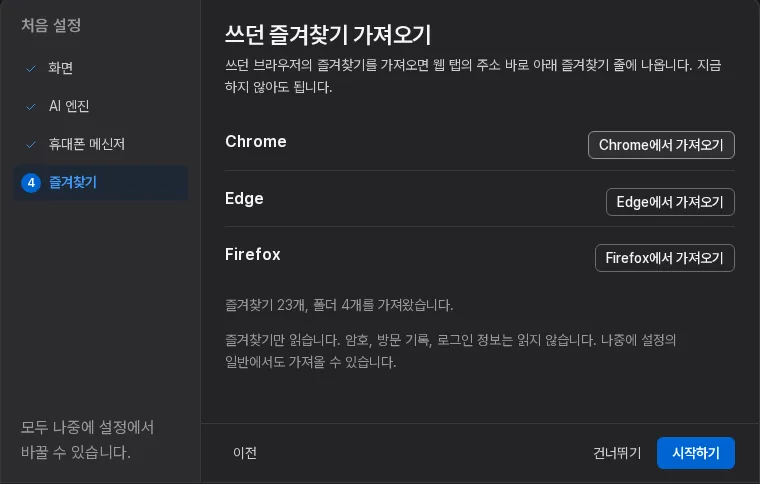 처음 설정
화면
AI 엔진
휴대폰 메신저
4 즐겨찾기
모두 나중에 설정에서
바꿀 수 있습니다.
쓰던 즐겨찾기 가져오기
쓰던 브라우저의 즐겨찾기를 가져오면 웹 탭의 주소 바로 아래 즐겨찾기 줄에 나옵니다. 지금
하지 않아도 됩니다.
Chrome
Chrome에서 가져오기
Edge
Edge에서 가져오기
Firefox
Firefox에서 가져오기
즐겨찾기 23개, 폴더 4개를 가져왔습니다.
즐겨찾기만 읽습니다. 암호, 방문 기록, 로그인 정보는 읽지 않습니다. 나중에 설정의
일반에서도 가져올 수 있습니다.
이전
건너뛰기
시작하기